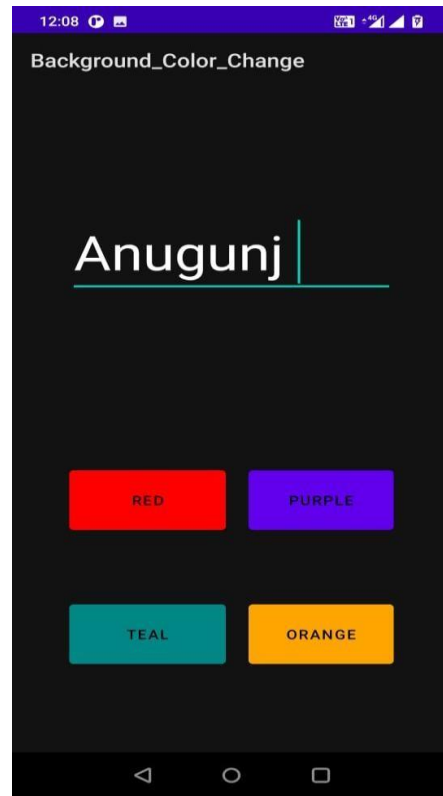 12:08
Background_Color_Change
Anugunj
RED PURPLE
TEAL ORANGE